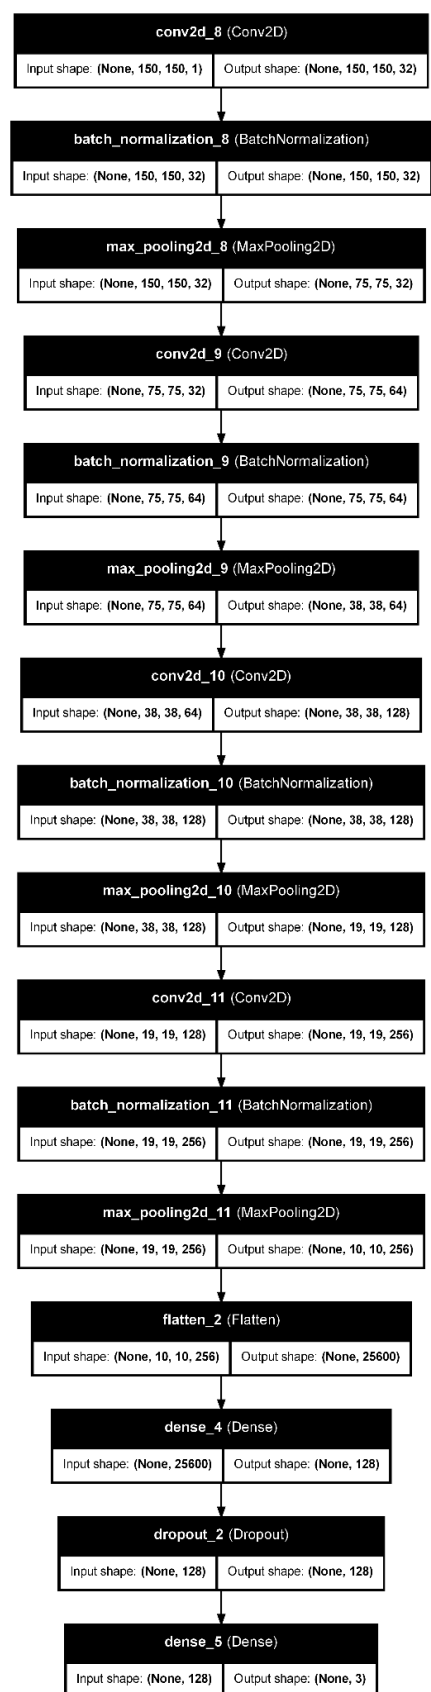 conv2d_8 (Conv2D)
Input shape: (None, 150, 150, 1) Output shape: (None, 150, 150, 32)
batch_normalization_8 (BatchNormalization)
Input shape: (None, 150, 150, 32) Output shape: (None, 150, 150, 32)
max_pooling2d_8 (MaxPooling2D)
Input shape: (None, 150, 150, 32) Output shape: (None, 75, 75, 32)
conv2d_9 (Conv2D)
Input shape: (None, 75, 75, 32) Output shape: (None, 75, 75, 64)
batch_normalization_9 (BatchNormalization)
Input shape: (None, 75, 75, 64) Output shape: (None, 75, 75, 64)
max_pooling2d_9 (MaxPooling2D)
Input shape: (None, 75, 75, 64) Output shape: (None, 38, 38, 64)
conv2d_10 (Conv2D)
Input shape: (None, 38, 38, 64) Output shape: (None, 38, 38, 128)
batch_normalization_10 (BatchNormalization)
Input shape: (None, 38, 38, 128) Output shape: (None, 38, 38, 128)
max_pooling2d_10 (MaxPooling2D)
Input shape: (None, 38, 38, 128) Output shape: (None, 19, 19, 128)
conv2d_11 (Conv2D)
Input shape: (None, 19, 19, 128) Output shape: (None, 19, 19, 256)
batch_normalization_11 (BatchNormalization)
Input shape: (None, 19, 19, 256) Output shape: (None, 19, 19, 256)
max_pooling2d_11 (MaxPooling2D)
Input shape: (None, 19, 19, 256) Output shape: (None, 10, 10, 256)
flatten_2 (Flatten)
Input shape: (None, 10, 10, 256) Output shape: (None, 25600)
dense_4 (Dense)
Input shape: (None, 25600) Output shape: (None, 128)
dropout_2 (Dropout)
Input shape: (None, 128) Output shape: (None, 128)
dense_5 (Dense)
Input shape: (None, 128) Output shape: (None, 3)